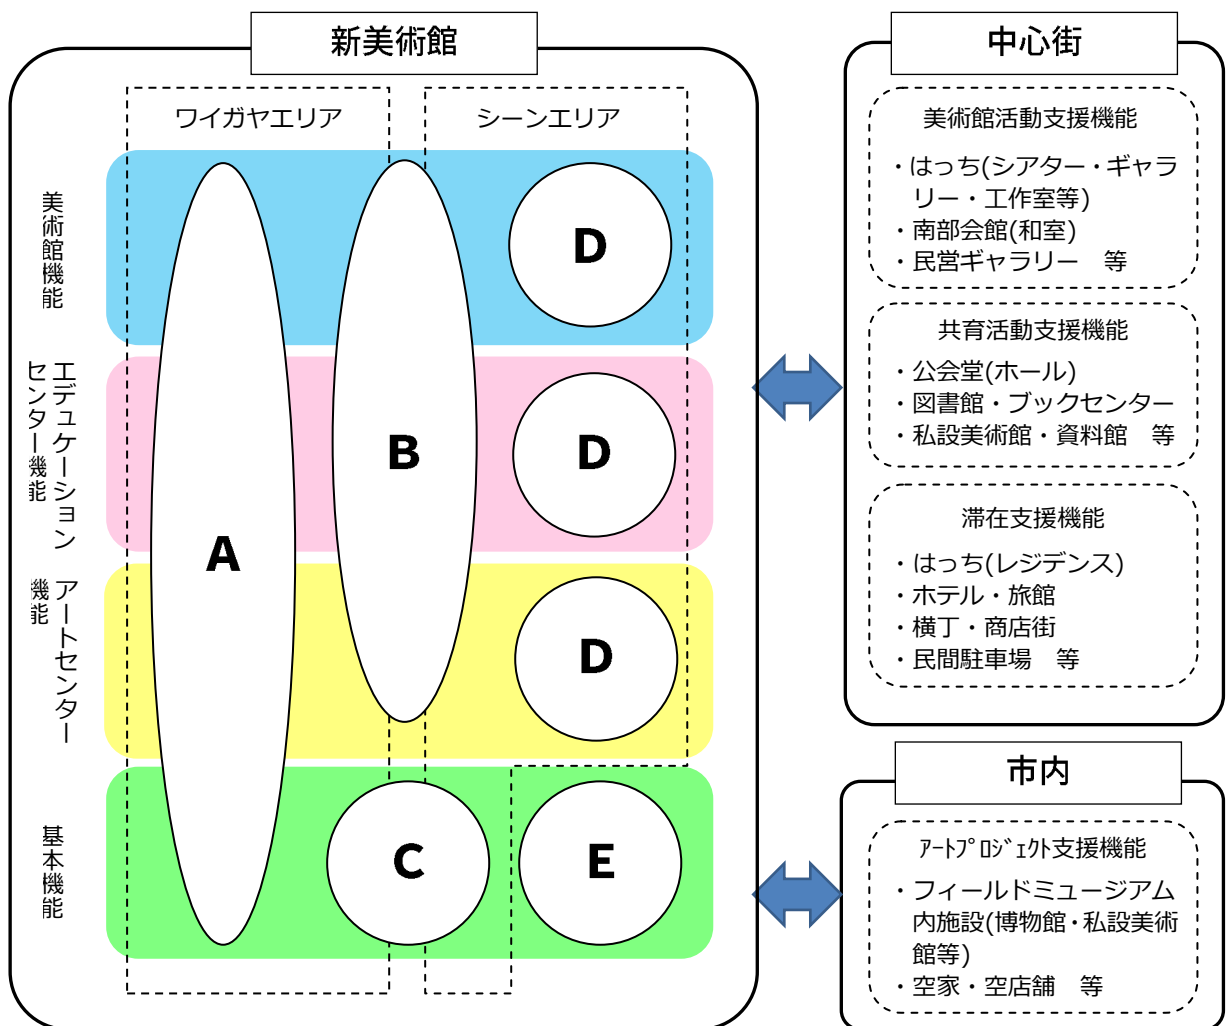 新美術館
ワイガヤエリア
シーンエリア
美術館機能
エデュケーション
センター機能
アートセンター
機能
基本機能
A
B
C
D
D
D
E
中心街
美術館活動支援機能
・はっち(シアター・ギャラ
リー・工作室等)
・南部会館(和室)
・民営ギャラリー　等
共育活動支援機能
・公会堂(ホール)
・図書館・ブックセンター
・私設美術館・資料館　等
滞在支援機能
・はっち(レジデンス)
・ホテル・旅館
・横丁・商店街
・民間駐車場　等
市内
ｱｰﾄﾌﾟﾛｼﾞｪｸﾄ支援機能
・フィールドミュージアム
内施設(博物館・私設美術
館等)
・空家・空店舗　等